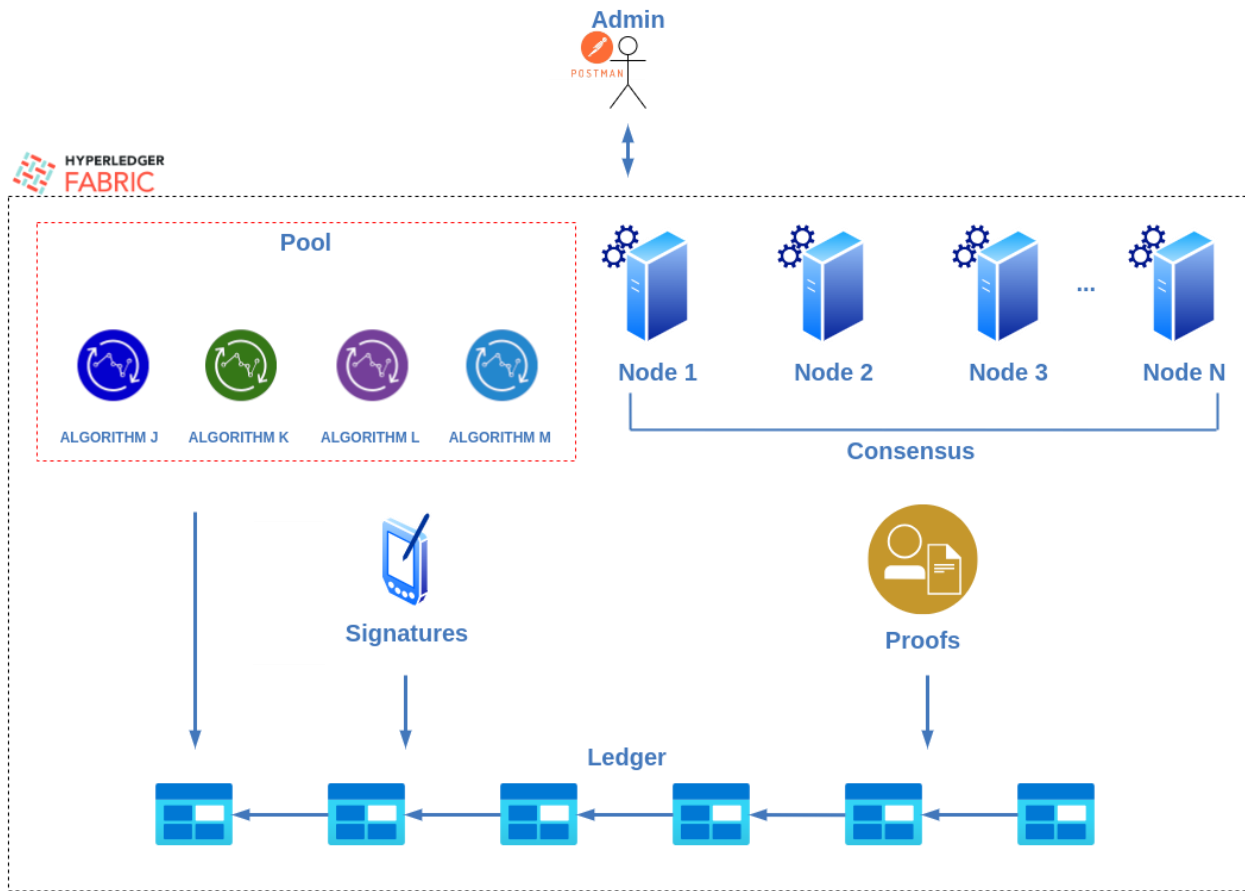 Admin
POSTMAN
HYPERLEDGER
FABRIC
Pool
ALGORITHM J
ALGORITHM K
ALGORITHM L
ALGORITHM M
...
Node 1
Node 2
Node 3
Node N
Consensus
Signatures
Proofs
Ledger